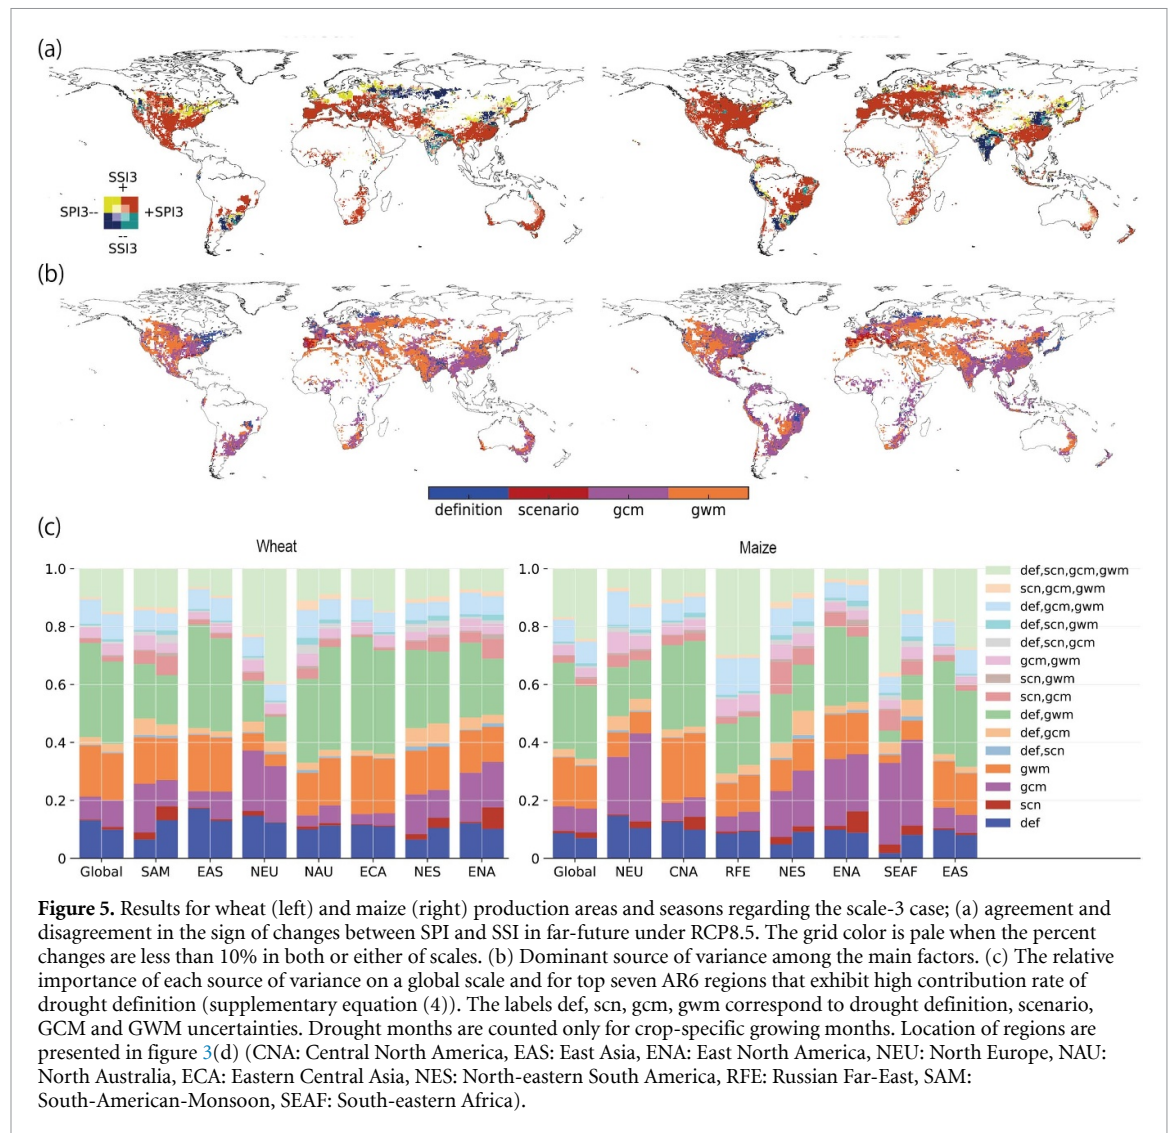 (a)
SSI3
+
SPI3--
+SPI3
--
SSI3
(b)
definition
scenario
gcm
gwm
(c)
Wheat
Maize
1.0
0.8
0.6
0.4
0.2
0
Global
SAM
EAS
NEU
NAU
ECA
NES
ENA
1.0
0.8
0.6
0.4
0.2
0
Global
NEU
CNA
RFE
NES
ENA
SEAF
EAS
def,scn,gcm,gwm
scn,gcm,gwm
def,gcm,gwm
def,scn,gwm
def,scn,gcm
gcm,gwm
scn,gwm
scn,gcm
def,gwm
def,gcm
def,scn
gwm
gcm
scn
def
Figure 5. Results for wheat (left) and maize (right) production areas and seasons regarding the scale-3 case; (a) agreement and
disagreement in the sign of changes between SPI and SSI in far-future under RCP8.5. The grid color is pale when the percent
changes are less than 10% in both or either of scales. (b) Dominant source of variance among the main factors. (c) The relative
importance of each source of variance on a global scale and for top seven AR6 regions that exhibit high contribution rate of
drought definition (supplementary equation (4)). The labels def, scn, gcm, gwm correspond to drought definition, scenario,
GCM and GWM uncertainties. Drought months are counted only for crop-specific growing months. Location of regions are
presented in figure 3(d) (CNA: Central North America, EAS: East Asia, ENA: East North America, NEU: North Europe, NAU:
North Australia, ECA: Eastern Central Asia, NES: North-eastern South America, RFE: Russian Far-East, SAM:
South-American-Monsoon, SEAF: South-eastern Africa).